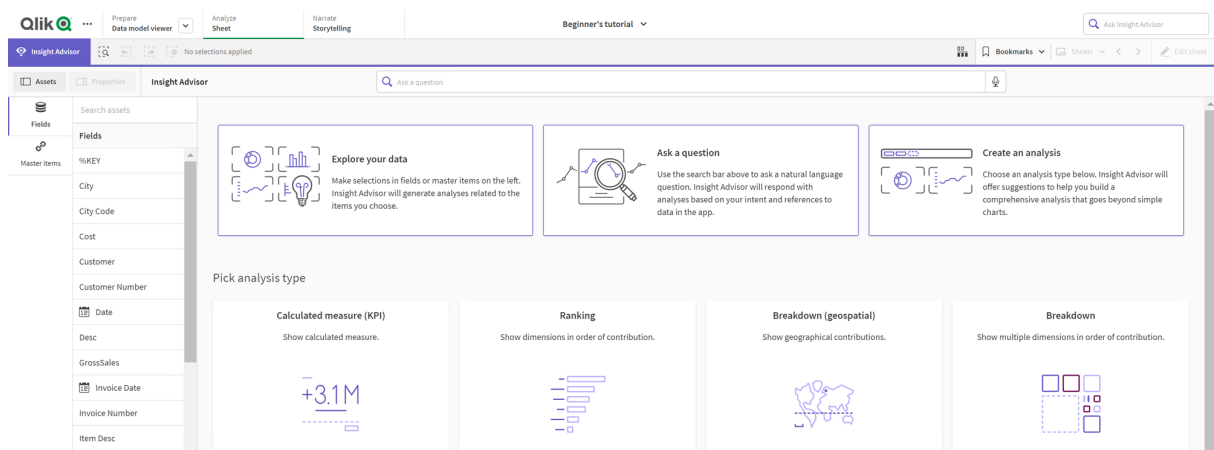 Qlik
Prepare
Data model viewer
Analyze
Sheet
Narrate
Storytelling
Beginner's tutorial
Ask Insight Advisor
Insight Advisor
No selections applied
Bookmarks
Sheets
Edit sheet
Assets
Properties
Insight Advisor
Ask a question
Fields
Master items
Search assets
Fields
%KEY
City
City Code
Cost
Customer
Customer Number
Date
Desc
GrossSales
Invoice Date
Invoice Number
Item Desc
Explore your data
Make selections in fields or master items on the left.
Insight Advisor will generate analyses related to the
items you choose.
Ask a question
Use the search bar above to ask a natural language
question. Insight Advisor will respond with
analyses based on your intent and references to
data in the app.
Create an analysis
Choose an analysis type below. Insight Advisor will
offer suggestions to help you build a
comprehensive analysis that goes beyond simple
charts.
Pick analysis type
Calculated measure (KPI)
Show calculated measure.
+3.1M
Ranking
Show dimensions in order of contribution.
Breakdown (geospatial)
Show geographical contributions.
Breakdown
Show multiple dimensions in order of contribution.